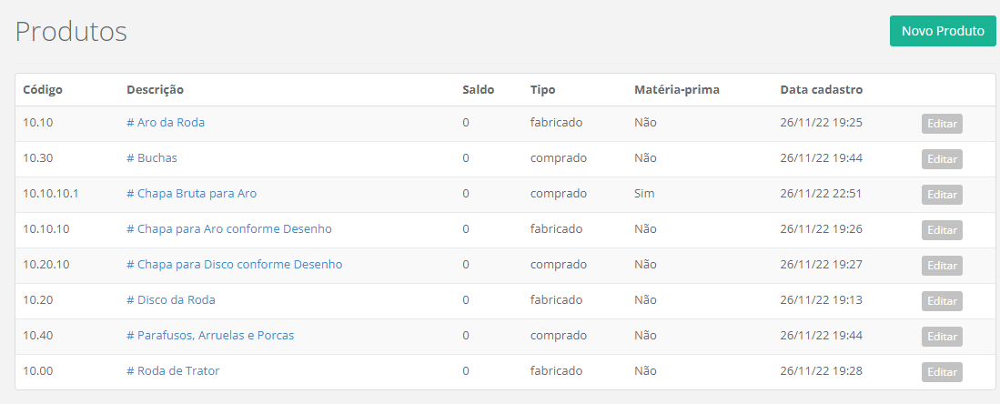 Produtos
Novo Produto
Código Descrição Saldo Tipo Matéria-prima Data cadastro
10.10 # Aro da Roda 0 fabricado Não 26/11/22 19:25 Editar
10.30 # Buchas 0 comprado Não 26/11/22 19:44 Editar
10.10.10.1 # Chapa Bruta para Aro 0 comprado Sim 26/11/22 22:51 Editar
10.10.10 # Chapa para Aro conforme Desenho 0 fabricado Não 26/11/22 19:26 Editar
10.20.10 # Chapa para Disco conforme Desenho 0 comprado Não 26/11/22 19:27 Editar
10.20 # Disco da Roda 0 fabricado Não 26/11/22 19:13 Editar
10.40 # Parafusos, Arruelas e Porcas 0 comprado Não 26/11/22 19:44 Editar
10.00 # Roda de Trator 0 fabricado Não 26/11/22 19:28 Editar